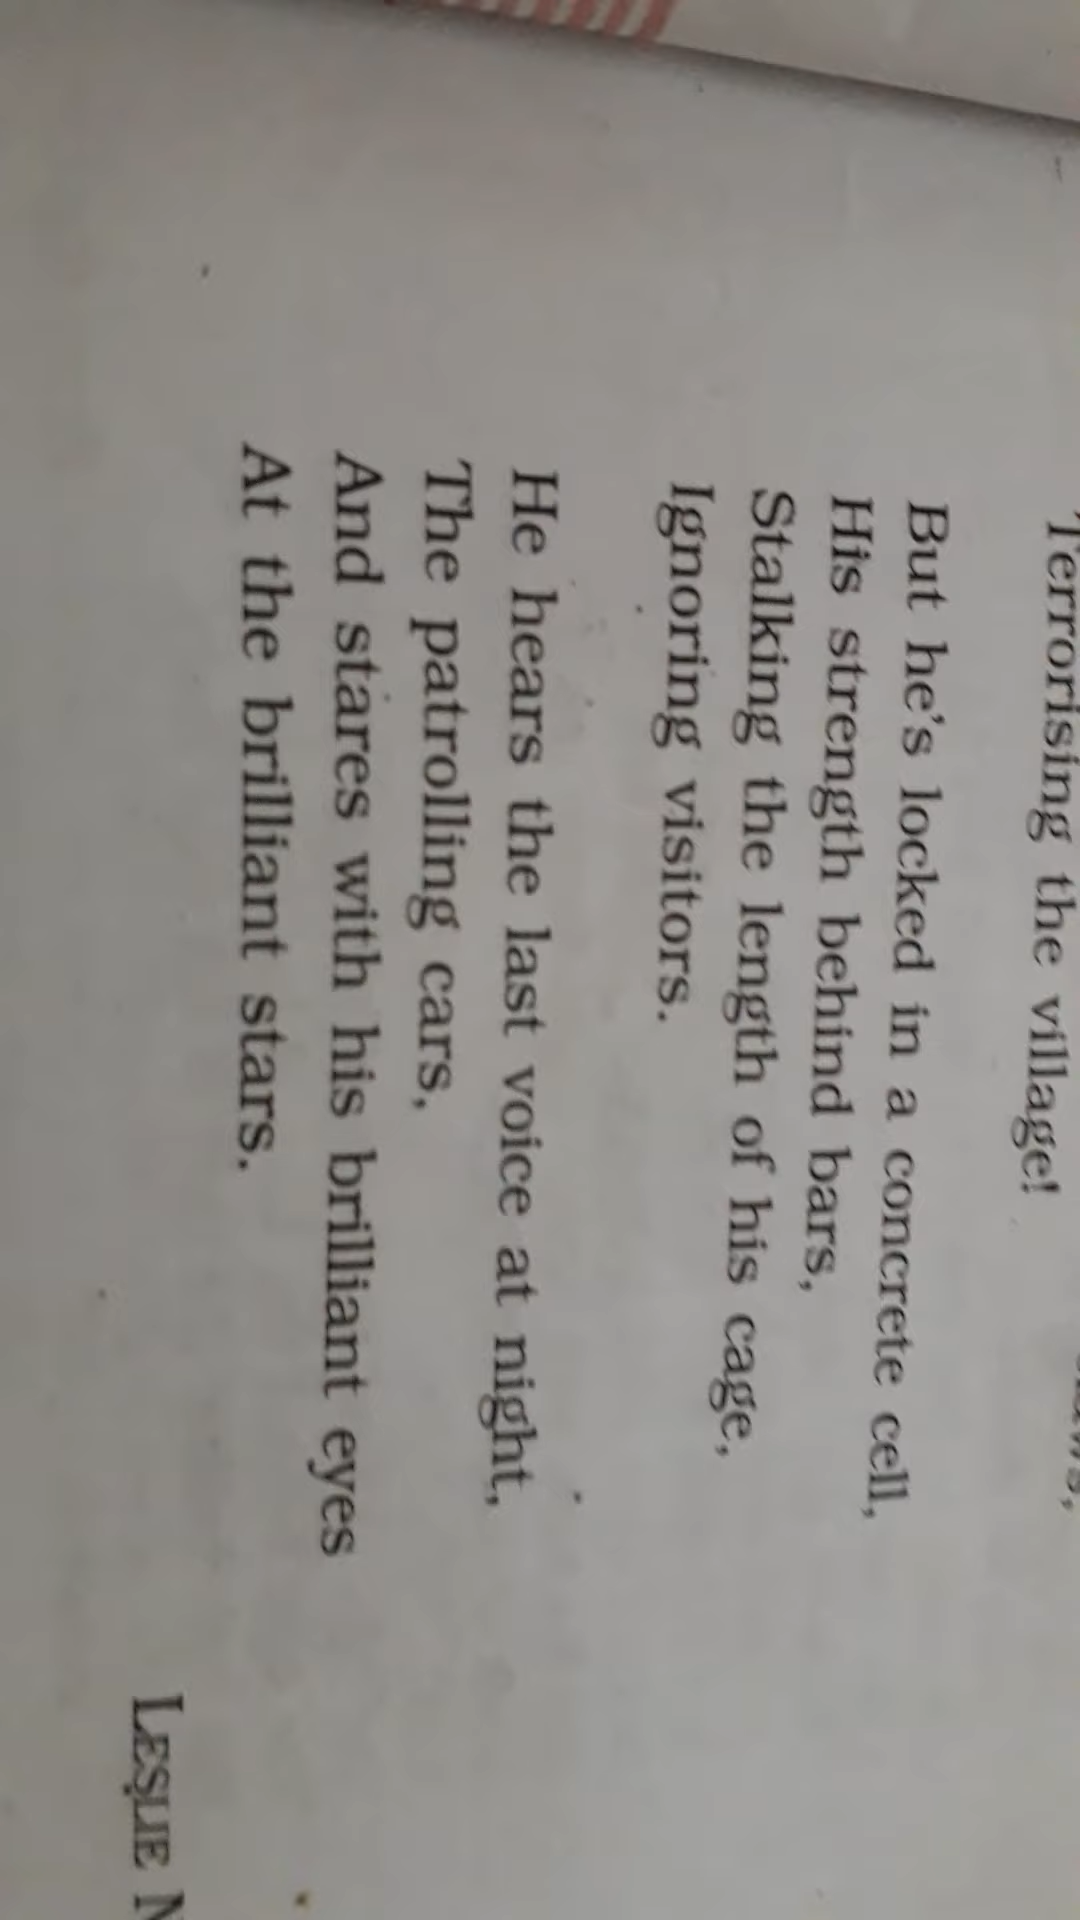 Terrorising the village!
But he's locked in a concrete cell,
His strength behind bars,
Stalking the length of his cage,
Ignoring visitors.
He hears the last voice at night,
The patrolling cars,
And stares with his brilliant eyes
At the brilliant stars.
LESLIE N